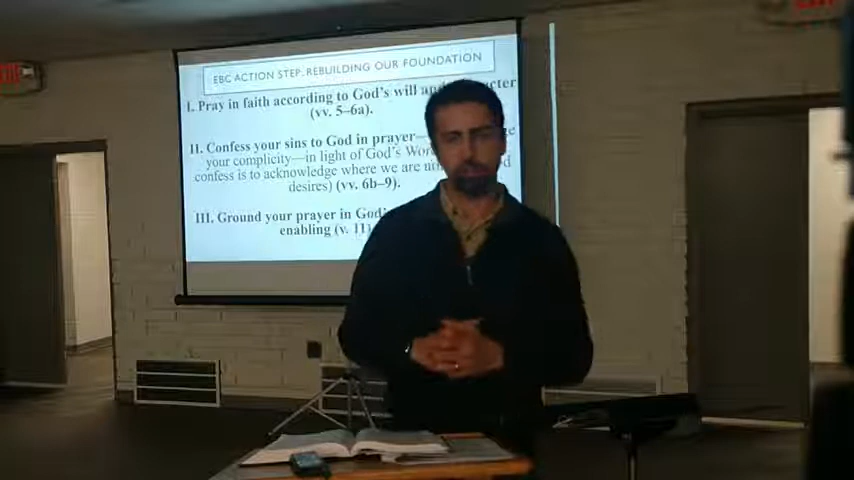 EBC ACTION STEP: REBUILDING OUR FOUNDATION
I. Pray in faith according to God's will and
(vv. 5–6a).
II. Confess your sins to God in prayer—
your complicity—in light of God's
confess is to acknowledge where we are
desires) (vv. 6b–9).
III. Ground your prayer in
enabling (v. 11)